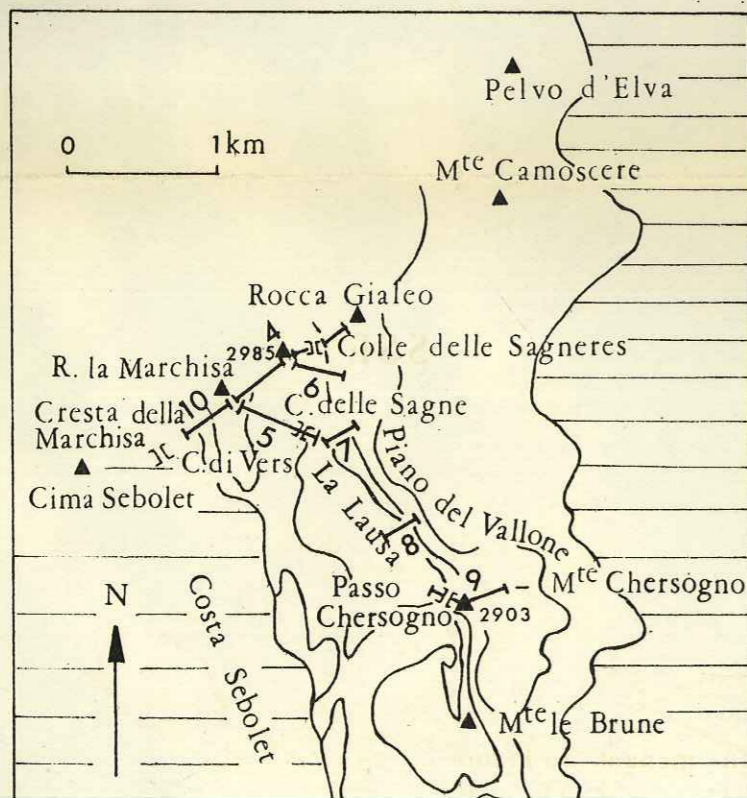 Pelvo d'Elva
0 1km
Mte Camoscere
Rocca Gialeo
4
2985
Colle delle Sagneres
R. la Marchisa
6
10
C. delle Sagne
Cresta della
Marchisa
5
7
C. di Vers
Cima Sebolet
Piano del Vallone
La Lausa
8
9
N
Passo
Chersogno
Mte Chersogno
2903
Costa Sebolet
Mte le Brune